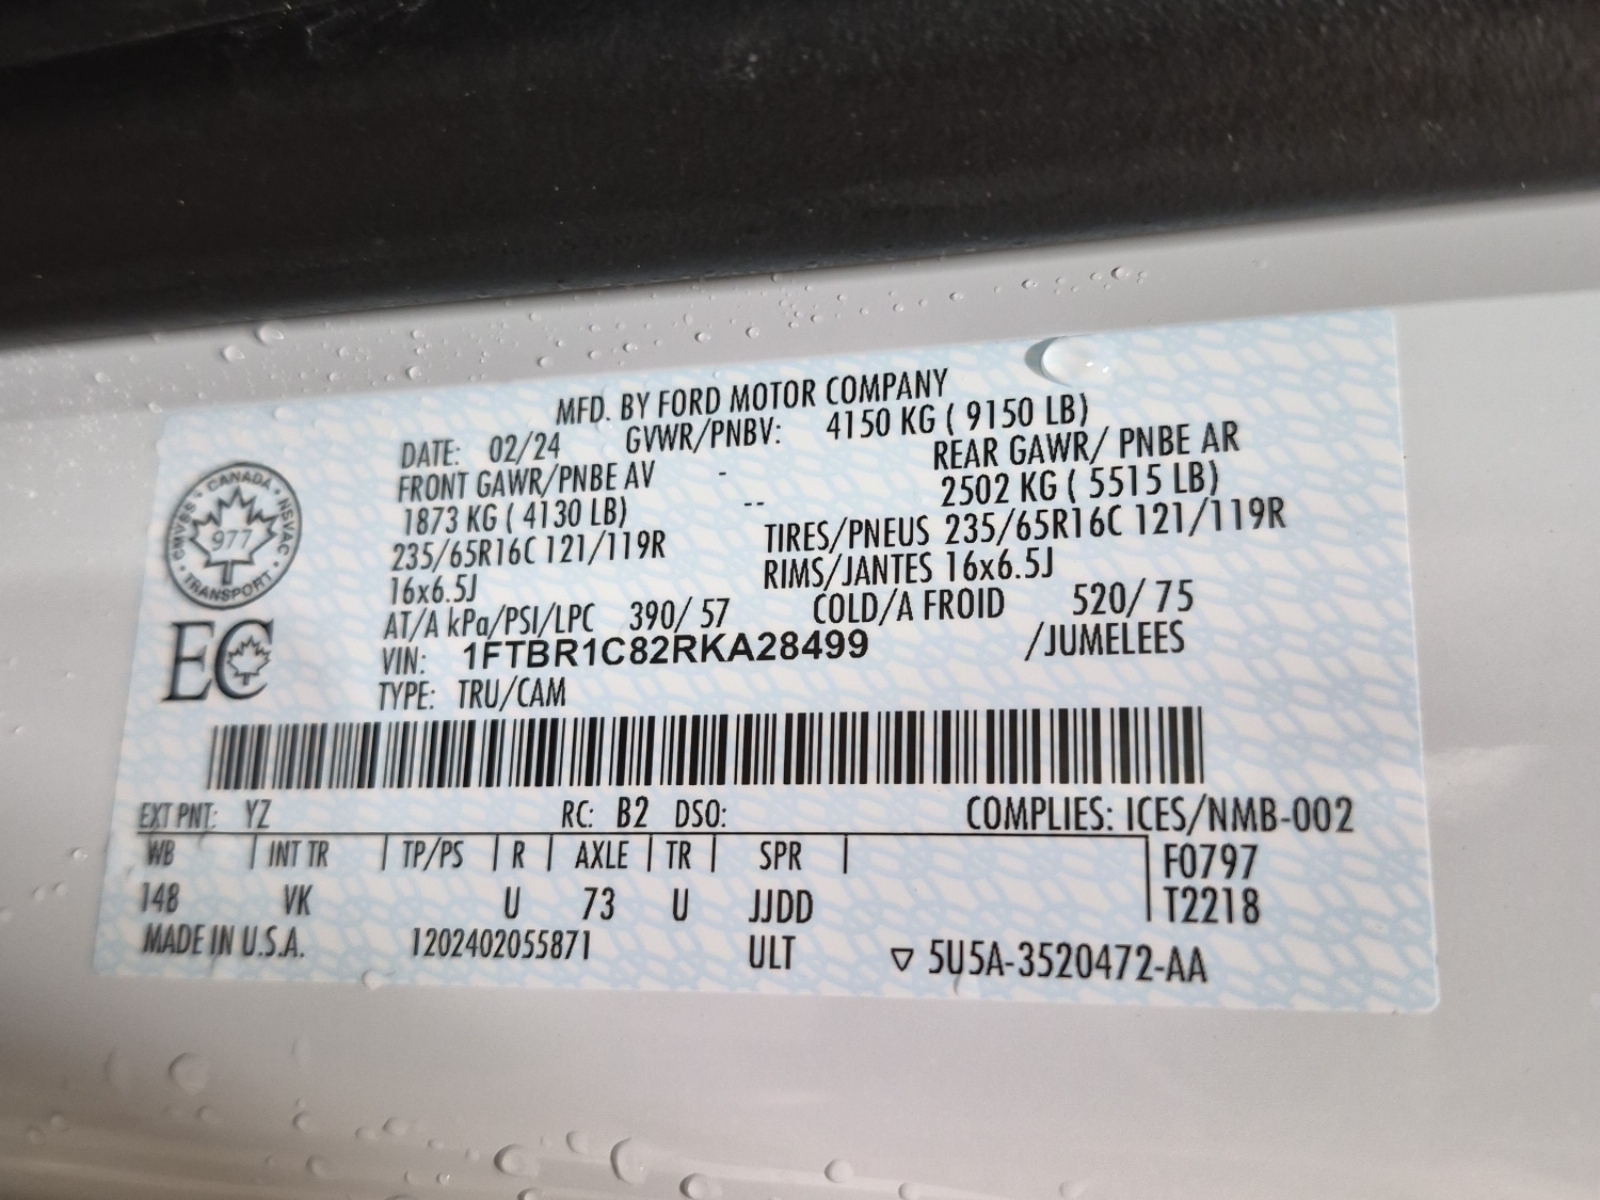 MFD. BY FORD MOTOR COMPANY
DATE: 02/24 GVWR/PNBV: 4150 KG ( 9150 LB)
FRONT GAWR/PNBE AV - REAR GAWR/ PNBE AR
1873 KG ( 4130 LB) -- 2502 KG ( 5515 LB)
235/65R16C 121/119R TIRES/PNEUS 235/65R16C 121/119R
16x6.5J RIMS/JANTES 16x6.5J
AT/A kPa/PSI/LPC 390/ 57 COLD/A FROID 520/ 75
VIN: 1FTBR1C82RKA28499 /JUMELEES
TYPE: TRU/CAM
CANADA
CMVSS NSVAC
977
TRANSPORT
EC
EXT PNT: YZ RC: B2 DSO: COMPLIES: ICES/NMB-002
WB | INT TR | TP/PS | R | AXLE | TR | SPR | F0797
148 VK U 73 U JJDD T2218
MADE IN U.S.A. 1202402055871 ULT ▽ 5U5A-3520472-AA